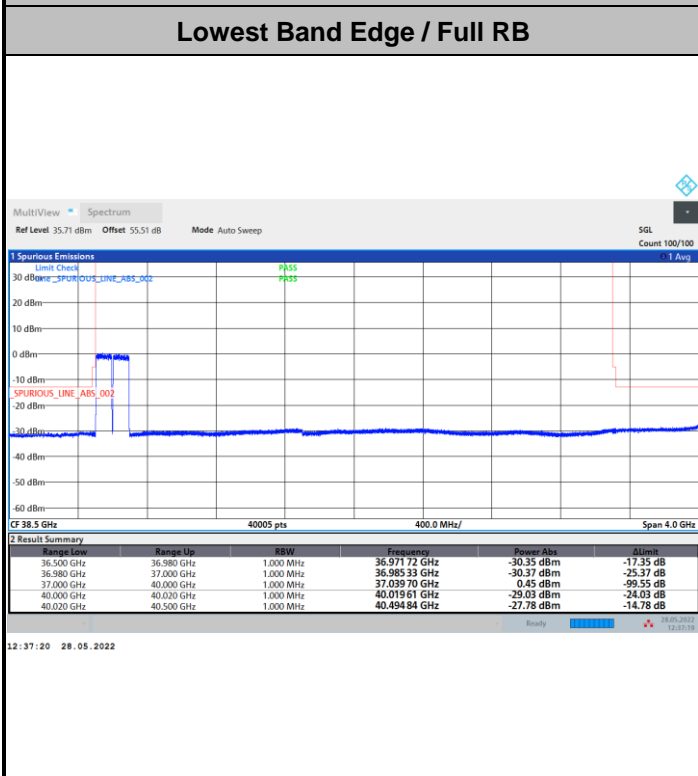 Lowest Band Edge / Full RB
MultiView Spectrum
Ref Level 35.71 dBm Offset 55.51 dB Mode Auto Sweep SGL
Count 100/100
1 Spurious Emissions 1 Avg
Limit Check PASS
30 dBm Line _SPURIOUS_LINE_ABS_002 PASS
20 dBm
10 dBm
0 dBm
-10 dBm
_SPURIOUS_LINE_ABS_002
-20 dBm
-30 dBm
-40 dBm
-50 dBm
-60 dBm
CF 38.5 GHz 40005 pts 400.0 MHz/ Span 4.0 GHz
2 Result Summary
Range Low Range Up RBW Frequency Power Abs ΔLimit
36.500 GHz 36.980 GHz 1.000 MHz 36.971 72 GHz -30.35 dBm -17.35 dB
36.980 GHz 37.000 GHz 1.000 MHz 36.985 33 GHz -30.37 dBm -25.37 dB
37.000 GHz 40.000 GHz 1.000 MHz 37.039 70 GHz 0.45 dBm -99.55 dB
40.000 GHz 40.020 GHz 1.000 MHz 40.019 61 GHz -29.03 dBm -24.03 dB
40.020 GHz 40.500 GHz 1.000 MHz 40.494 84 GHz -27.78 dBm -14.78 dB
Ready 28.05.2022
12:37:19
12:37:20 28.05.2022